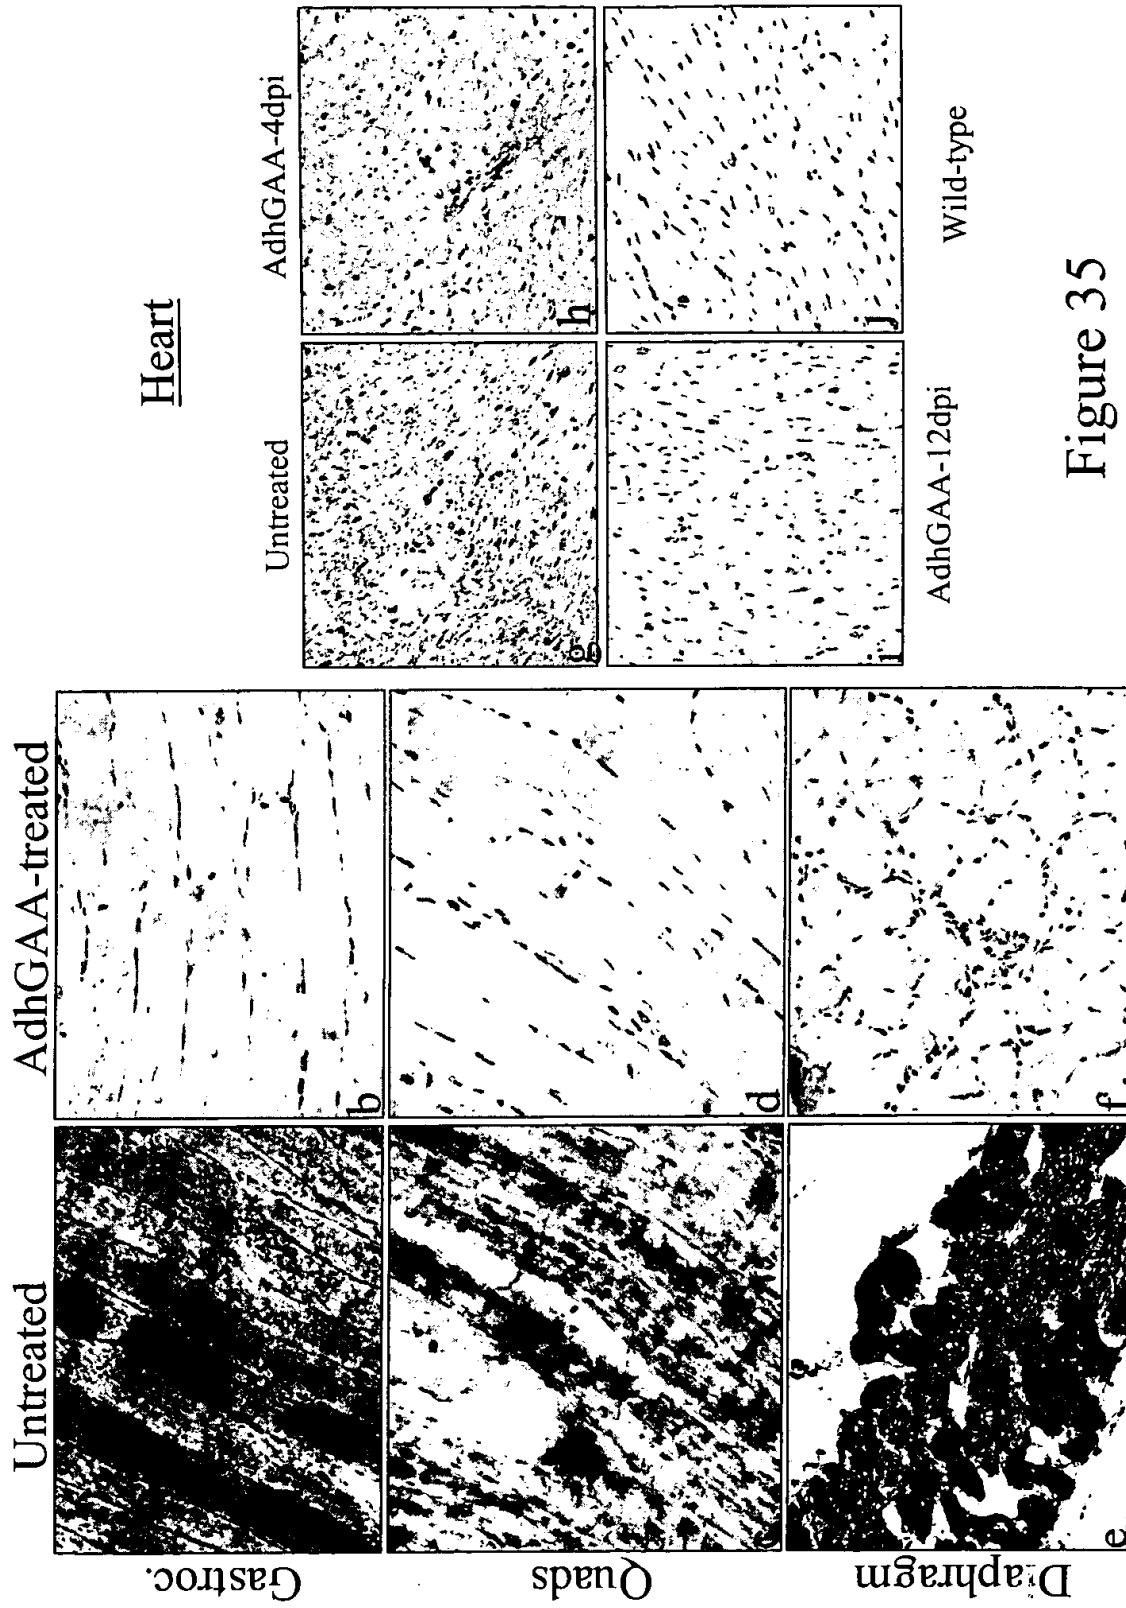 Untreated
AdhGAA-treated
Gastroc.
b
Quads
d
Diaphragm
e
f
Heart
Untreated
AdhGAA-4dpi
g
h
i
j
AdhGAA-12dpi
Wild-type
Figure 35